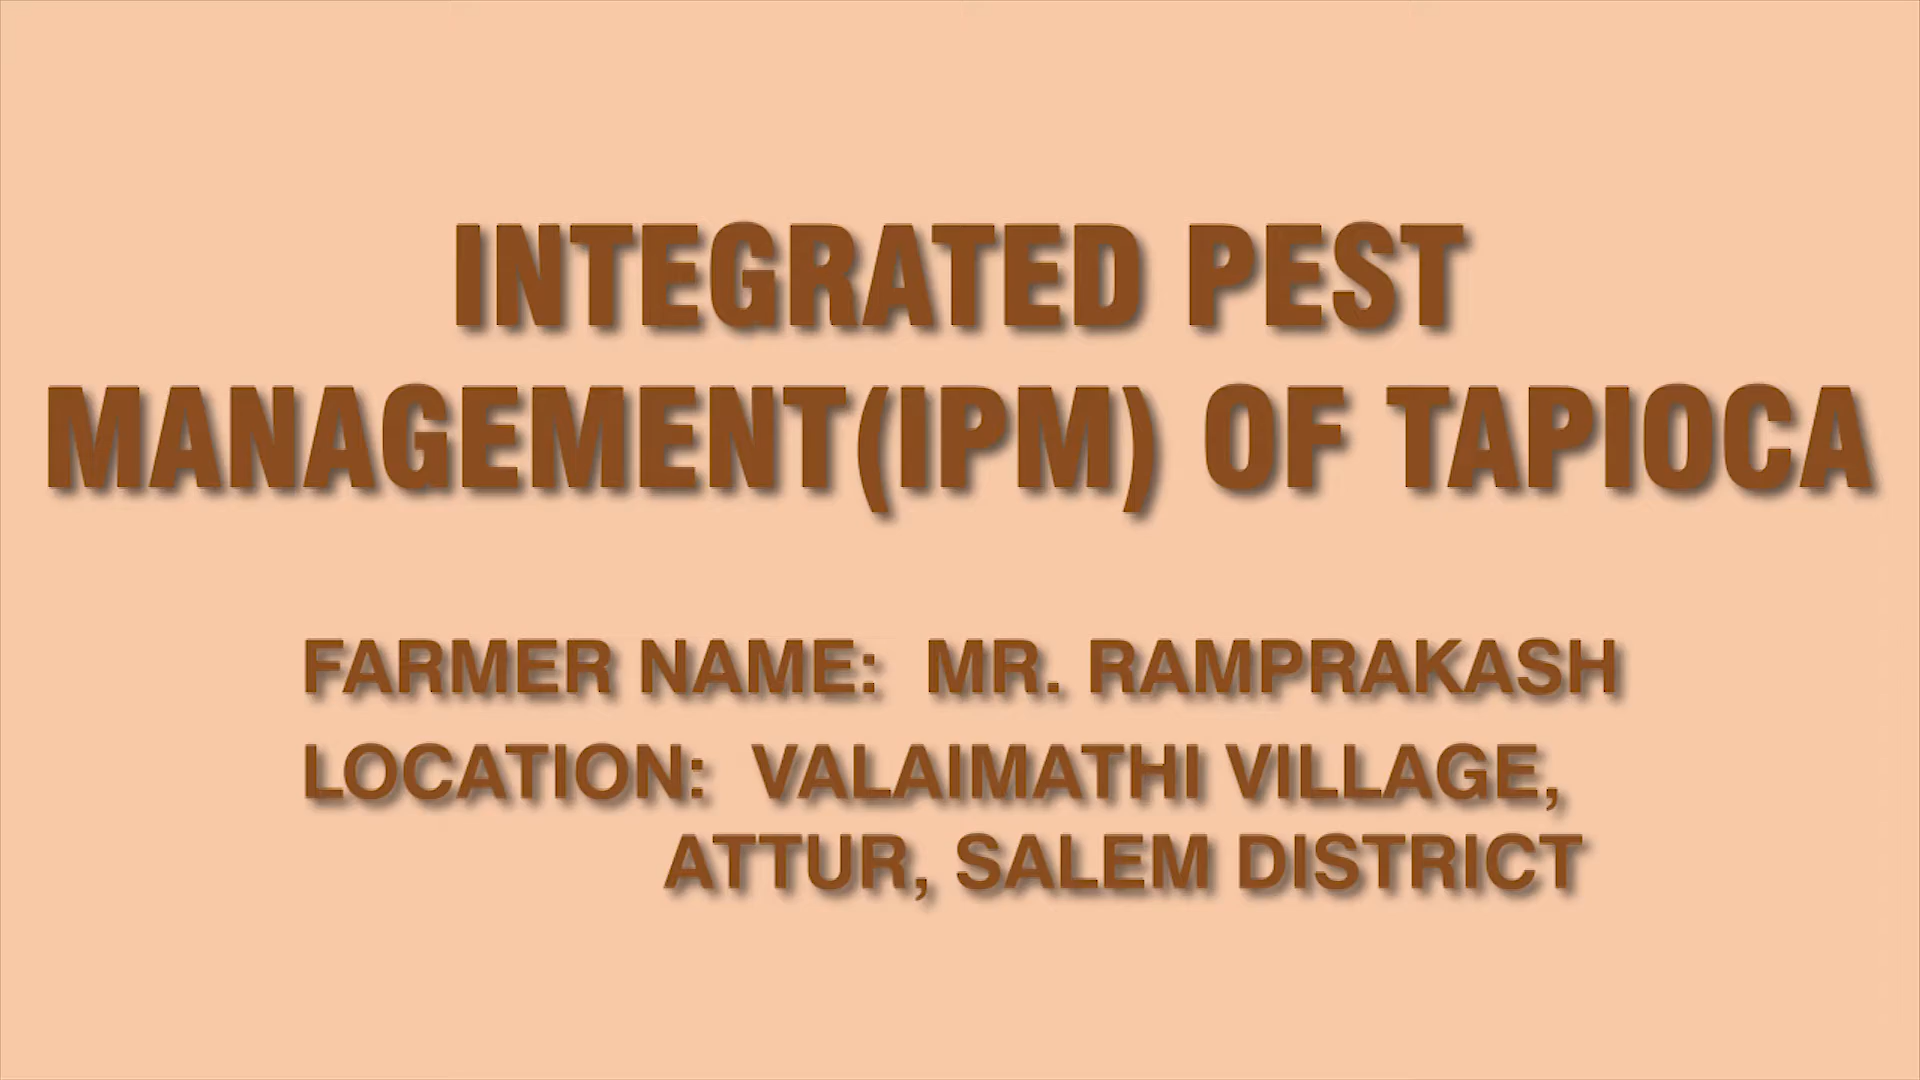 INTEGRATED PEST
MANAGEMENT(IPM) OF TAPIOCA
FARMER NAME: MR. RAMPRAKASH
LOCATION: VALAIMATHI VILLAGE,
ATTUR, SALEM DISTRICT